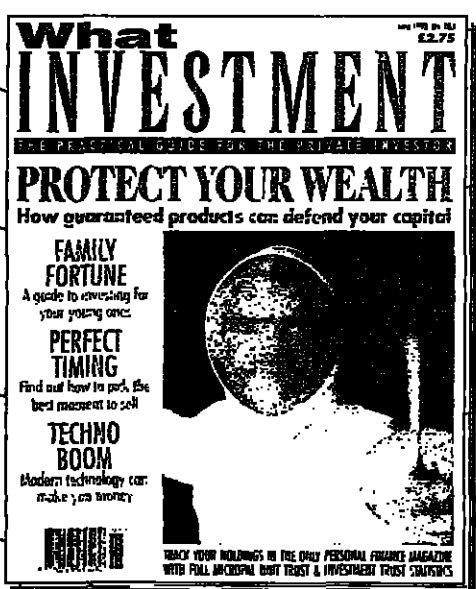 What
£2.75
INVESTMENT
THE PRACTICAL GUIDE FOR THE PRIVATE INVESTOR
PROTECT YOUR WEALTH
How guaranteed products can defend your capital
FAMILY
FORTUNE
A guide to investing for
your young ones
PERFECT
TIMING
Find out how to pick the
best moment to sell
TECHNO
BOOM
Modern technology can
make you money
TRACK YOUR HOLDINGS IN THE ONLY PERSONAL FINANCE MAGAZINE
WITH FULL MICROPAL UNIT TRUST & INVESTMENT TRUST STATISTICS